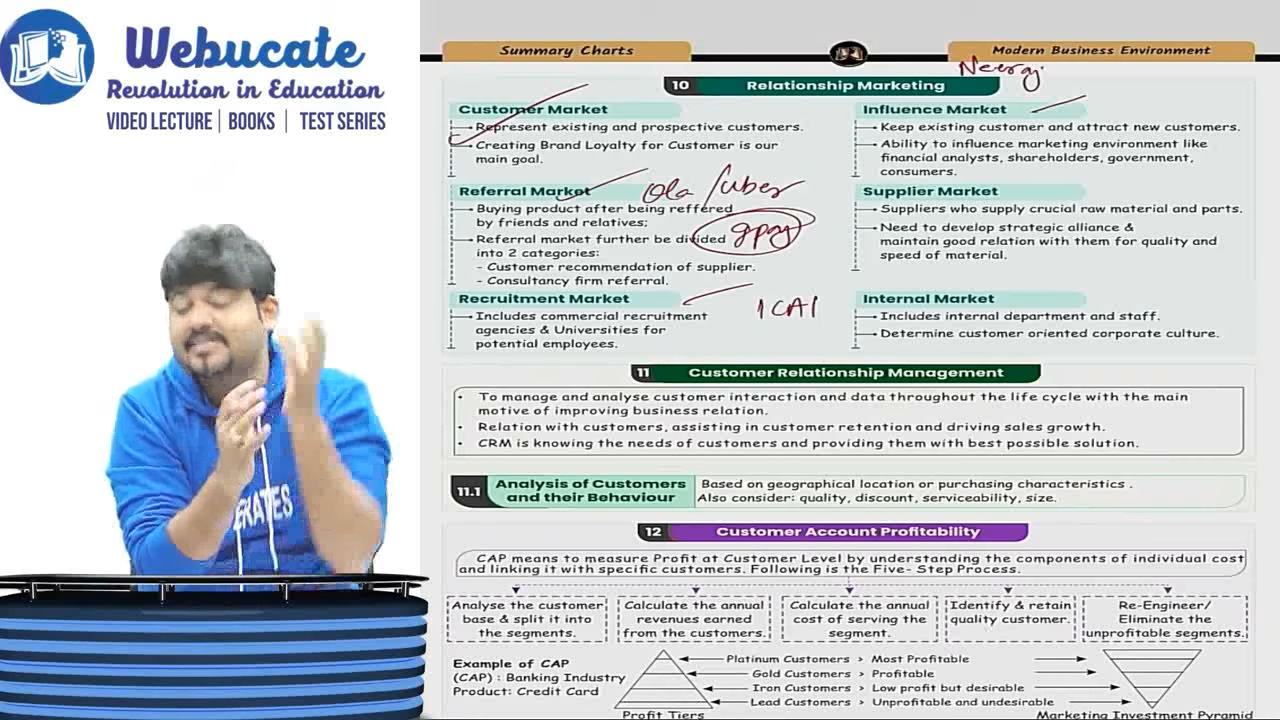 Webucate
Revolution in Education
VIDEO LECTURE | BOOKS | TEST SERIES
Summary Charts
Modern Business Environment
10 Relationship Marketing
Customer Market
Represent existing and prospective customers.
Creating Brand Loyalty for Customer is our
main goal.
Referral Market
Ola / Uber
Buying product after being reffered
by friends and relatives;
gpay
Referral market further be divided
into 2 categories:
- Customer recommendation of supplier.
- Consultancy firm referral.
Recruitment Market
ICAI
Includes commercial recruitment
agencies & Universities for
potential employees.
Influence Market
Keep existing customer and attract new customers.
Ability to influence marketing environment like
financial analysts, shareholders, government,
consumers.
Supplier Market
Suppliers who supply crucial raw material and parts.
Need to develop strategic alliance &
maintain good relation with them for quality and
speed of material.
Internal Market
Includes internal department and staff.
Determine customer oriented corporate culture.
11 Customer Relationship Management
• To manage and analyse customer interaction and data throughout the life cycle with the main
motive of improving business relation.
• Relation with customers, assisting in customer retention and driving sales growth.
• CRM is knowing the needs of customers and providing them with best possible solution.
11.1 Analysis of Customers
and their Behaviour
Based on geographical location or purchasing characteristics .
Also consider: quality, discount, serviceability, size.
12 Customer Account Profitability
CAP means to measure Profit at Customer Level by understanding the components of individual cost
and linking it with specific customers. Following is the Five- Step Process.
Analyse the customer
base & split it into
the segments.
Calculate the annual
revenues earned
from the customers.
Calculate the annual
cost of serving the
segment.
Identify & retain
quality customer.
Re-Engineer/
Eliminate the
unprofitable segments.
Example of CAP
(CAP) : Banking Industry
Product: Credit Card
Platinum Customers > Most Profitable
Gold Customers > Profitable
Iron Customers > Low profit but desirable
Lead Customers > Unprofitable and undesirable
Profit Tiers
Marketing Investment Pyramid